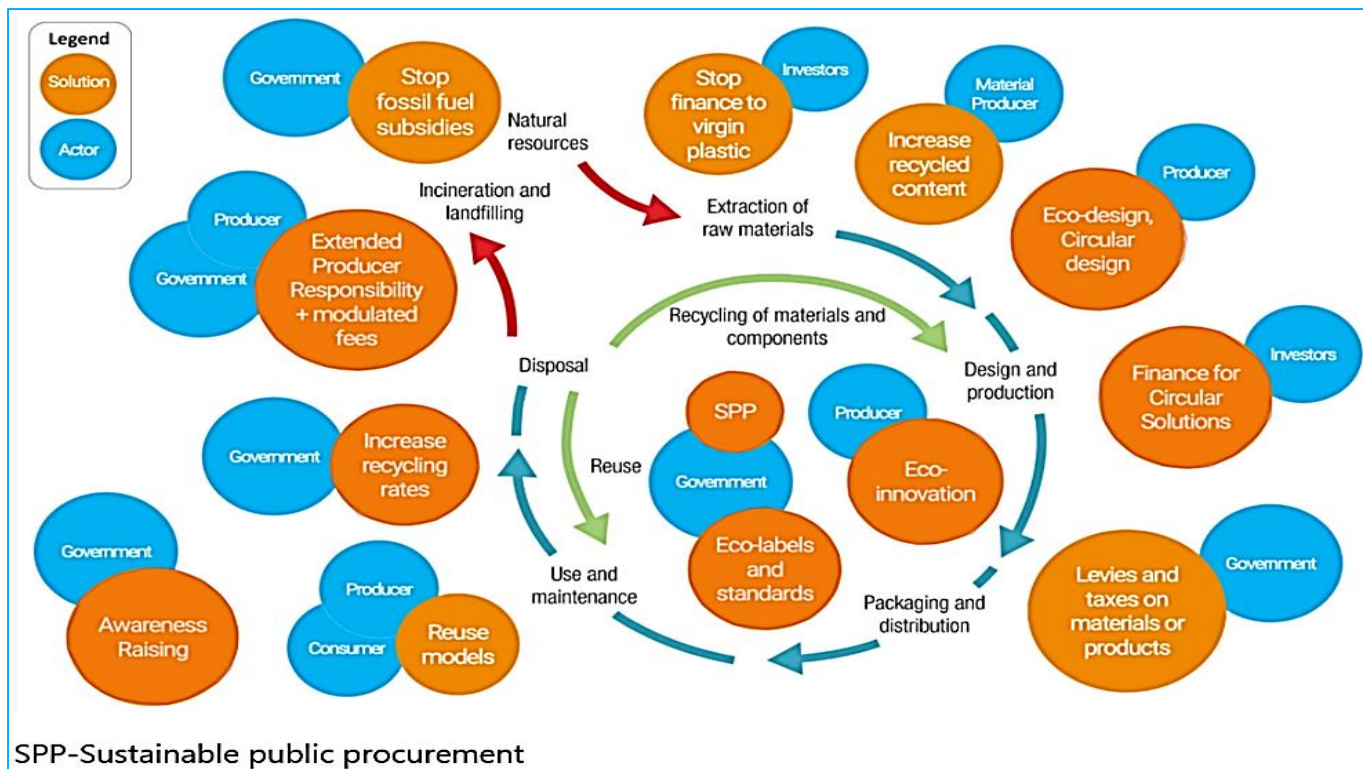 Legend
Solution
Actor
Government
Stop
fossil fuel
subsidies
Natural
resources
Stop
finance to
virgin
plastic
Investors
Material
Producer
Increase
recycled
content
Producer
Eco-design,
Circular
design
Incineration and
landfilling
Extraction of
raw materials
Producer
Government
Extended
Producer
Responsibility
+ modulated
fees
Recycling of materials and
components
Disposal
Design and
production
Investors
Finance for
Circular
Solutions
SPP
Government
Eco-labels
and
standards
Producer
Eco-
innovation
Government
Increase
recycling
rates
Reuse
Government
Awareness
Raising
Producer
Consumer
Reuse
models
Use and
maintenance
Packaging and
distribution
Levies and
taxes on
materials or
products
Government
SPP-Sustainable public procurement